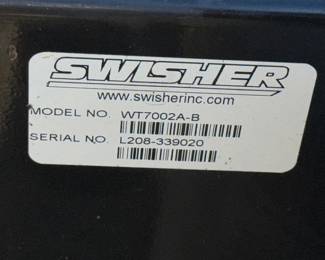 SWISHER
www.swisherinc.com
MODEL NO. WT7002A-B
SERIAL NO. L208-339020